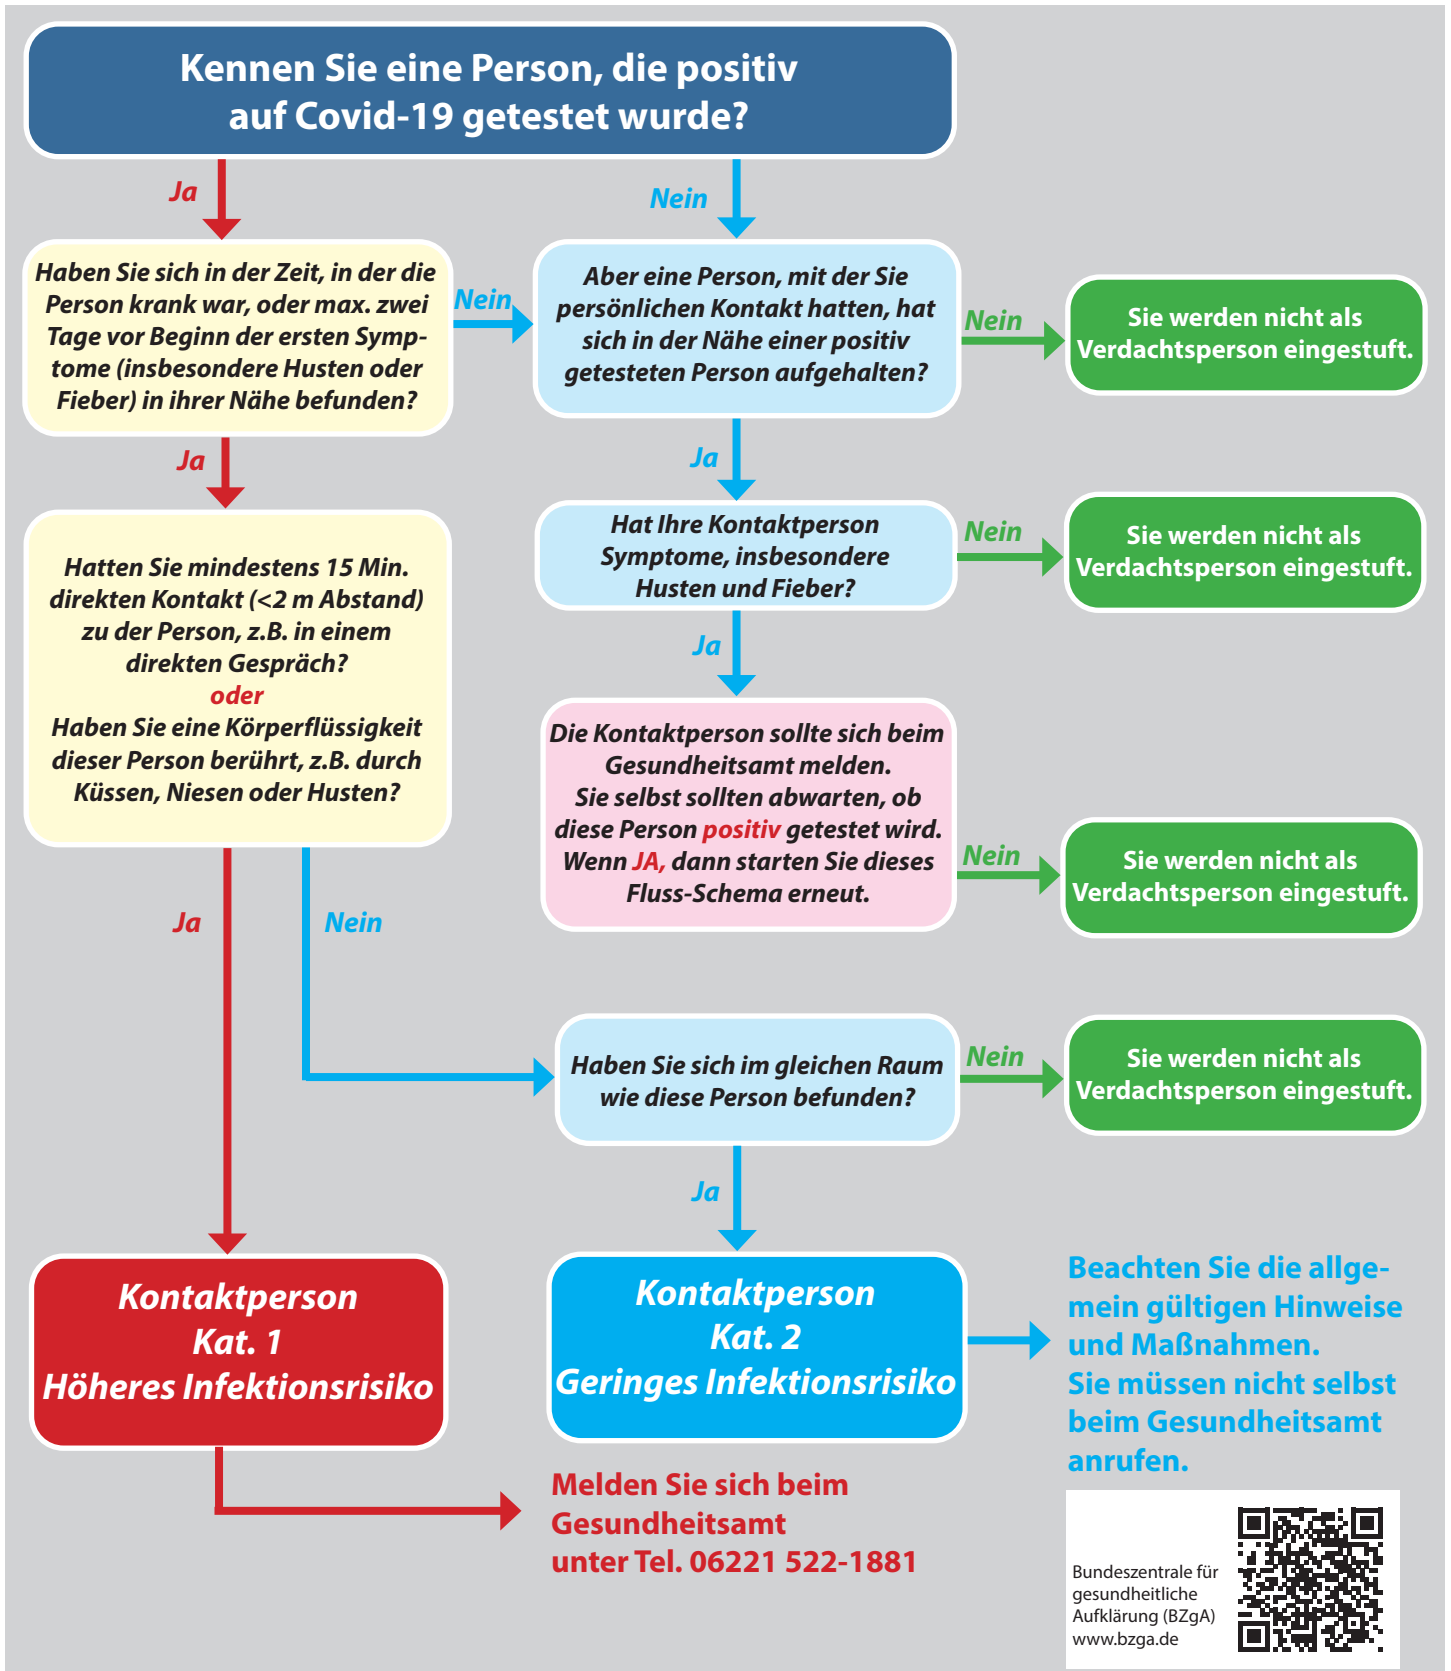 Kennen Sie eine Person, die positiv
auf Covid-19 getestet wurde?
Ja
Nein
Haben Sie sich in der Zeit, in der die
Person krank war, oder max. zwei
Tage vor Beginn der ersten Symp-
tome (insbesondere Husten oder
Fieber) in ihrer Nähe befunden?
Nein
Aber eine Person, mit der Sie
persönlichen Kontakt hatten, hat
sich in der Nähe einer positiv
getesteten Person aufgehalten?
Nein
Sie werden nicht als
Verdachtsperson eingestuft.
Ja
Ja
Hatten Sie mindestens 15 Min.
direkten Kontakt (<2 m Abstand)
zu der Person, z.B. in einem
direkten Gespräch?
oder
Haben Sie eine Körperflüssigkeit
dieser Person berührt, z.B. durch
Küssen, Niesen oder Husten?
Hat Ihre Kontaktperson
Symptome, insbesondere
Husten und Fieber?
Nein
Sie werden nicht als
Verdachtsperson eingestuft.
Ja
Die Kontaktperson sollte sich beim
Gesundheitsamt melden.
Sie selbst sollten abwarten, ob
diese Person positiv getestet wird.
Wenn JA, dann starten Sie dieses
Fluss-Schema erneut.
Nein
Sie werden nicht als
Verdachtsperson eingestuft.
Ja
Nein
Haben Sie sich im gleichen Raum
wie diese Person befunden?
Nein
Sie werden nicht als
Verdachtsperson eingestuft.
Ja
Kontaktperson
Kat. 1
Höheres Infektionsrisiko
Kontaktperson
Kat. 2
Geringes Infektionsrisiko
Beachten Sie die allge-
mein gültigen Hinweise
und Maßnahmen.
Sie müssen nicht selbst
beim Gesundheitsamt
anrufen.
Melden Sie sich beim
Gesundheitsamt
unter Tel. 06221 522-1881
Bundeszentrale für
gesundheitliche
Aufklärung (BZgA)
www.bzga.de